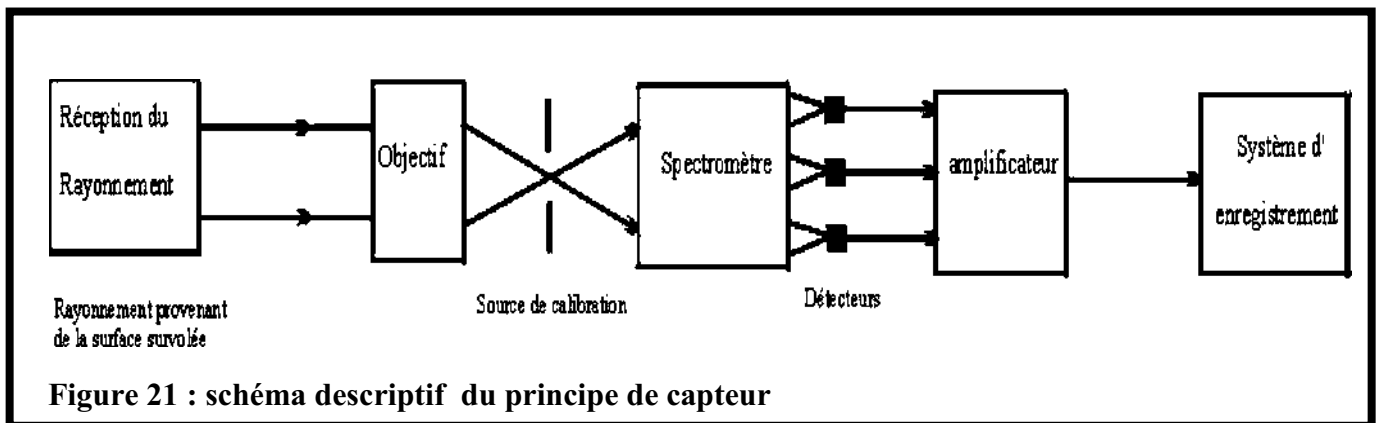 Réception du
Rayonnement
Objectif
Spectromètre
amplificateur
Système d'
enregistrement
Rayonnement provenant
de la surface survolée
Source de calibration
Détecteurs
Figure 21 : schéma descriptif du principe de capteur